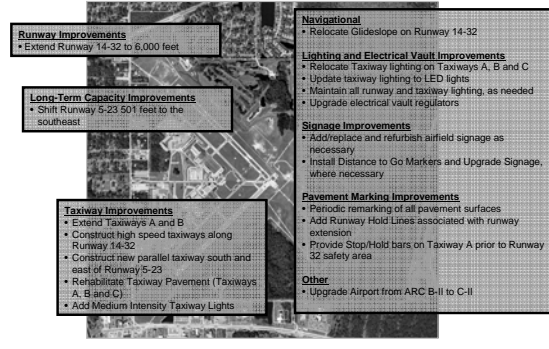 Runway Improvements
• Extend Runway 14-32 to 6,000 feet
Long-Term Capacity Improvements
• Shift Runway 5-23 501 feet to the
southeast
Taxiway Improvements
• Extend Taxiways A and B
• Construct high speed taxiways along
Runway 14-32
• Construct new parallel taxiway south and
east of Runway 5-23
• Rehabilitate Taxiway Pavement (Taxiways
A, B and C)
• Add Medium Intensity Taxiway Lights
Navigational
• Relocate Glideslope on Runway 14-32
Lighting and Electrical Vault Improvements
• Relocate Taxiway lighting on Taxiways A, B and C
• Update taxiway lighting to LED lights
• Maintain all runway and taxiway lighting, as needed
• Upgrade electrical vault regulators
Signage Improvements
• Add/replace and refurbish airfield signage as
necessary
• Install Distance to Go Markers and Upgrade Signage,
where necessary
Pavement Marking Improvements
• Periodic remarking of all pavement surfaces
• Add Runway Hold Lines associated with runway
extension
• Provide Stop/Hold bars on Taxiway A prior to Runway
32 safety area
Other
• Upgrade Airport from ARC B-II to C-II